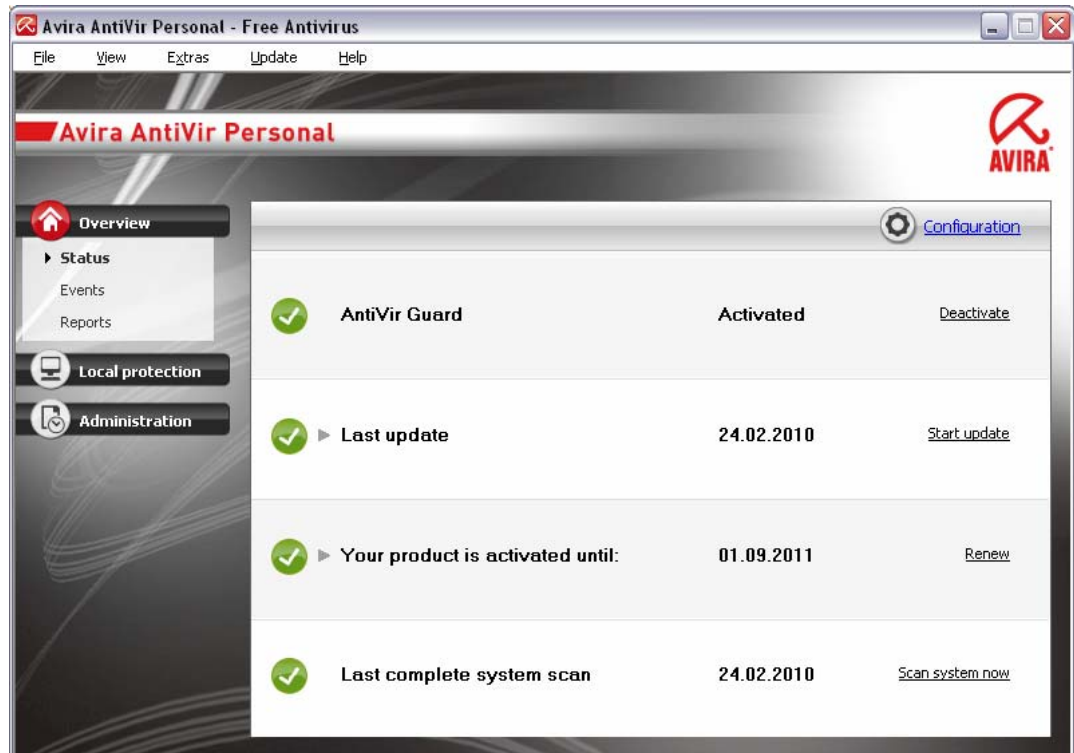 Avira AntiVir Personal - Free Antivirus
File View Extras Update Help
Avira AntiVir Personal
AVIRA
Overview
Status
Events
Reports
Local protection
Administration
Configuration
AntiVir Guard Activated Deactivate
Last update 24.02.2010 Start update
Your product is activated until: 01.09.2011 Renew
Last complete system scan 24.02.2010 Scan system now